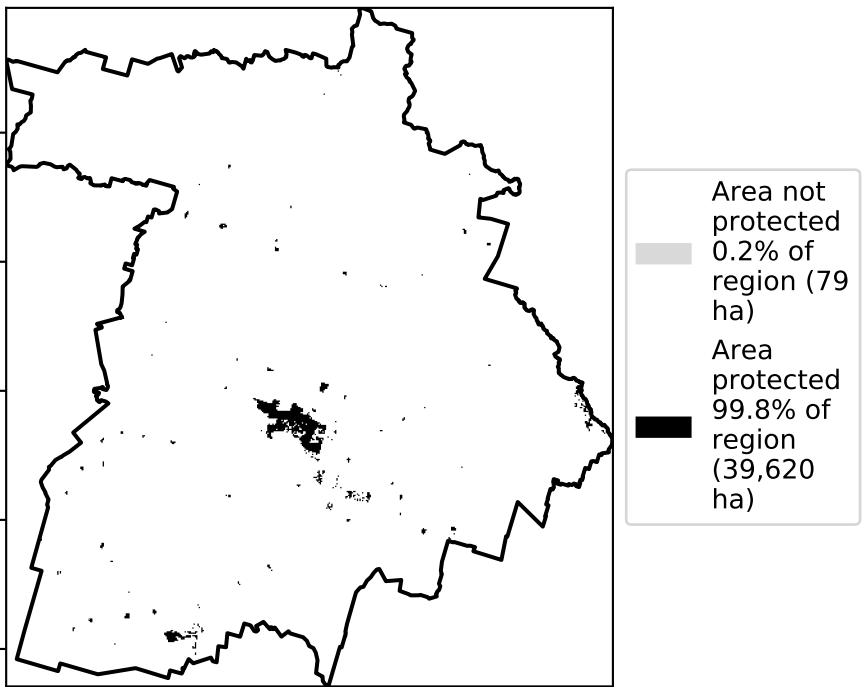 Area not
protected
0.2% of
region (79
ha)
Area
protected
99.8% of
region
(39,620
ha)